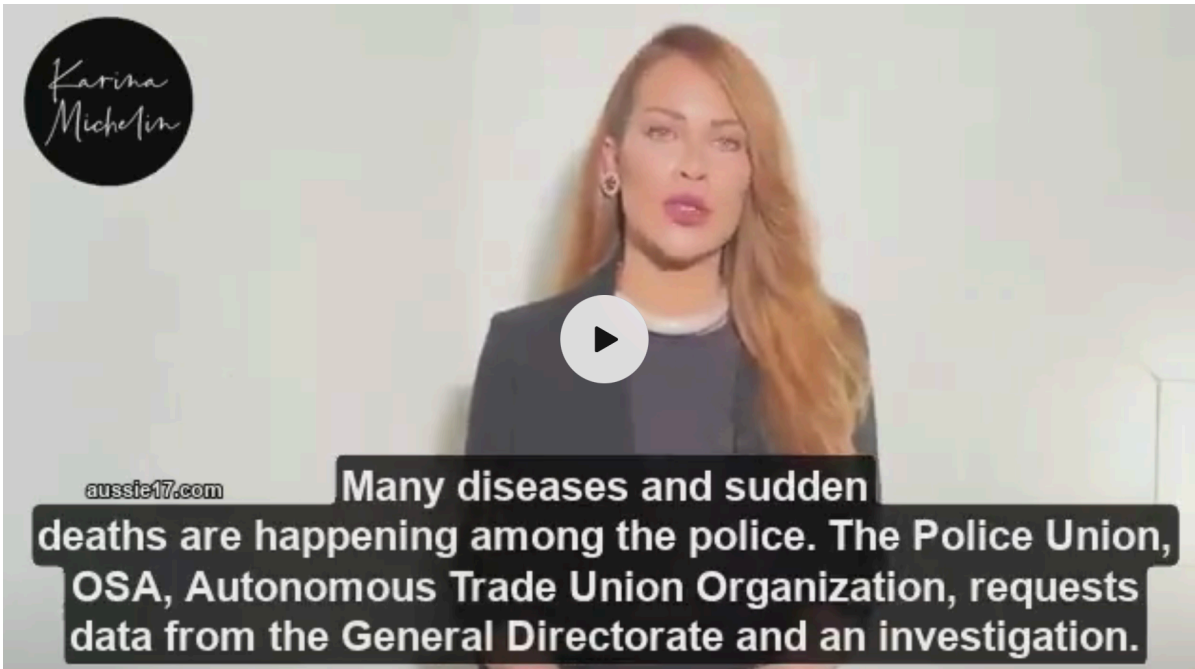 Karina
Michelin
aussie17.com
Many diseases and sudden
deaths are happening among the police. The Police Union,
OSA, Autonomous Trade Union Organization, requests
data from the General Directorate and an investigation.